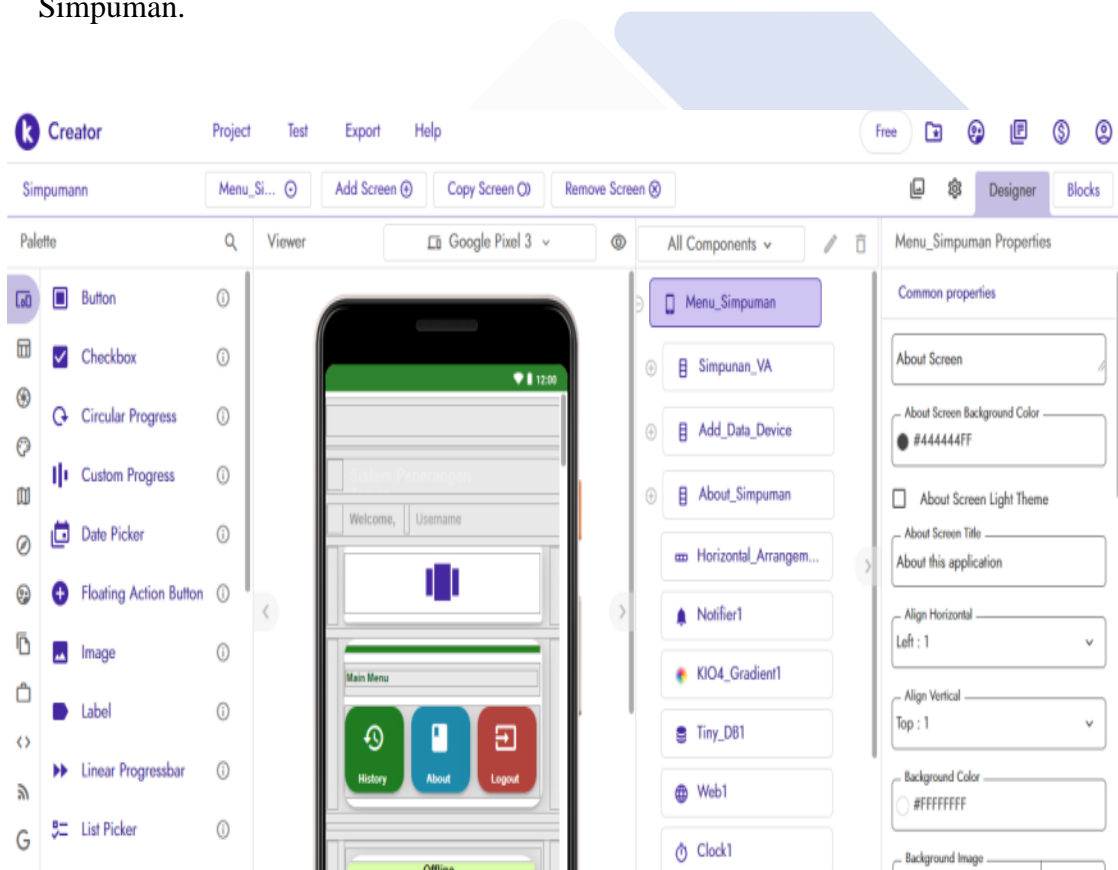 Simpuman.
Creator Project Test Export Help Free
Simpumann Menu_Si... Add Screen Copy Screen Remove Screen Designer Blocks
Palette
Button
Checkbox
Circular Progress
Custom Progress
Date Picker
Floating Action Button
Image
Label
Linear Progressbar
List Picker
Viewer Google Pixel 3
12:00
Sistem Penerangan
Welcome, Username
Main Menu
History About Logout
Offline
All Components
Menu_Simpuman
Simpunan_VA
Add_Data_Device
About_Simpuman
Horizontal_Arrangem...
Notifier1
KIO4_Gradient1
Tiny_DB1
Web1
Clock1
Menu_Simpuman Properties
Common properties
About Screen
About Screen Background Color
#444444FF
About Screen Light Theme
About Screen Title
About this application
Align Horizontal
Left : 1
Align Vertical
Top : 1
Background Color
#FFFFFFFF
Background Image